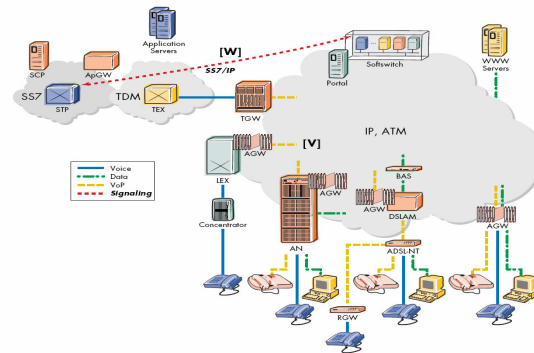 Application
Servers
SCP
ApGW
[W]
SS7/IP
Softswitch
Portal
WWW
Servers
SS7
STP
TDM
TEX
TGW
IP, ATM
[V]
AGW
LEX
Voice
Data
VoP
Signaling
Concentrator
AGW
AN
BAS
AGW
DSLAM
AGW
ADSL-NT
RGW